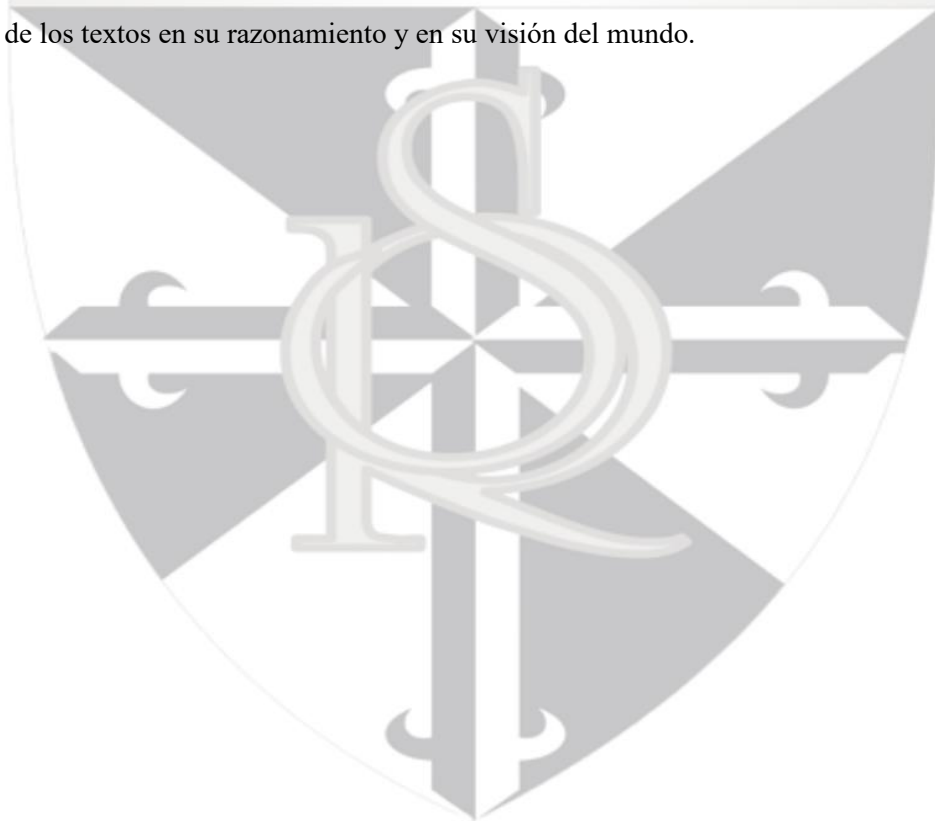 de los textos en su razonamiento y en su visión del mundo.